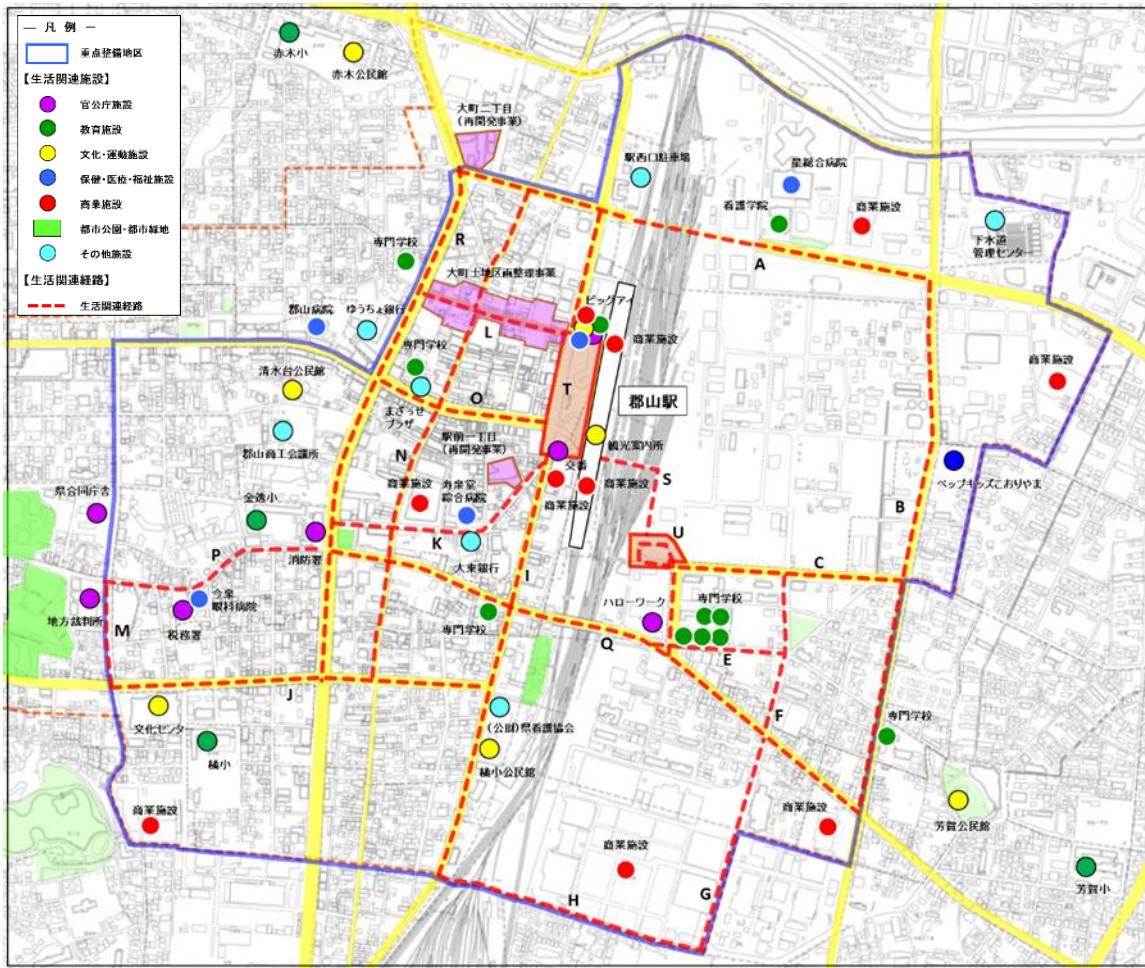 ― 凡 例 ―
重点整備地区
【生活関連施設】
官公庁施設
教育施設
文化・運動施設
保健・医療・福祉施設
商業施設
都市公園・都市緑地
その他施設
【生活関連経路】
生活関連経路
赤木小
赤木公民館
大町二丁目
(再開発事業)
駅西口駐車場
星総合病院
看護学院
商業施設
下水道
管理センター
A
R
専門学校
大町土地区画整理事業
ビッグアイ
郡山病院
ゆうちょ銀行
L
商業施設
専門学校
商業施設
清水台公民館
まざっせ
プラザ
O
T
郡山駅
郡山商工会議所
駅前一丁目
(再開発事業)
観光案内所
交番
N
県合同庁舎
金透小
商業施設
寿泉堂
綜合病院
商業施設
商業施設
S
ペップキッズこおりやま
B
消防署
K
大東銀行
I
U
P
C
今泉
眼科病院
地方裁判所
M
税務署
専門学校
ハローワーク
専門学校
Q
E
J
F
文化センター
橘小
(公財)県看護協会
橘小公民館
専門学校
商業施設
商業施設
芳賀公民館
商業施設
芳賀小
H
G